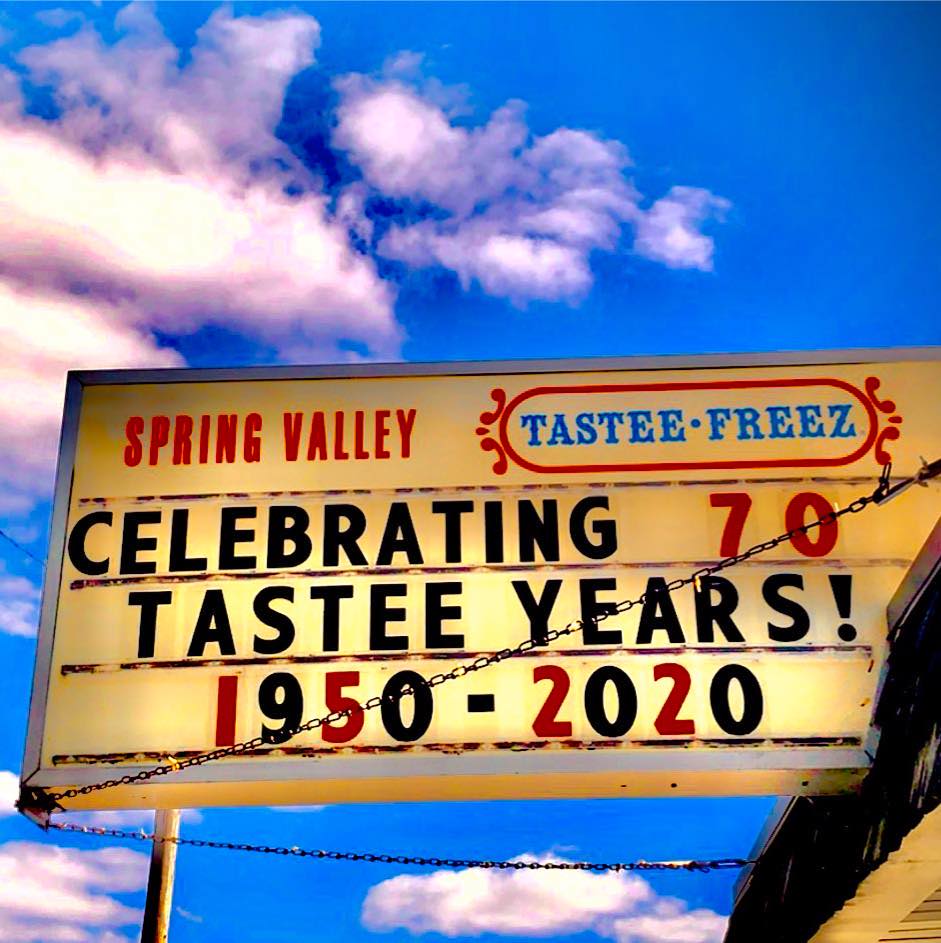 SPRING VALLEY TASTEE·FREEZ
CELEBRATING 70
TASTEE YEARS!
1950-2020